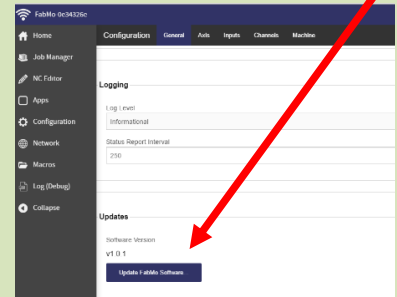 FabMo 0e34326e
Home
Job Manager
NC Editor
Apps
Configuration
Network
Macros
Log (Debug)
Collapse
Configuration General Axis Inputs Channels Machine
Logging
Log Level
Informational
Status Report Interval
250
Updates
Software Version
v1.0.1
Update FabMo Software